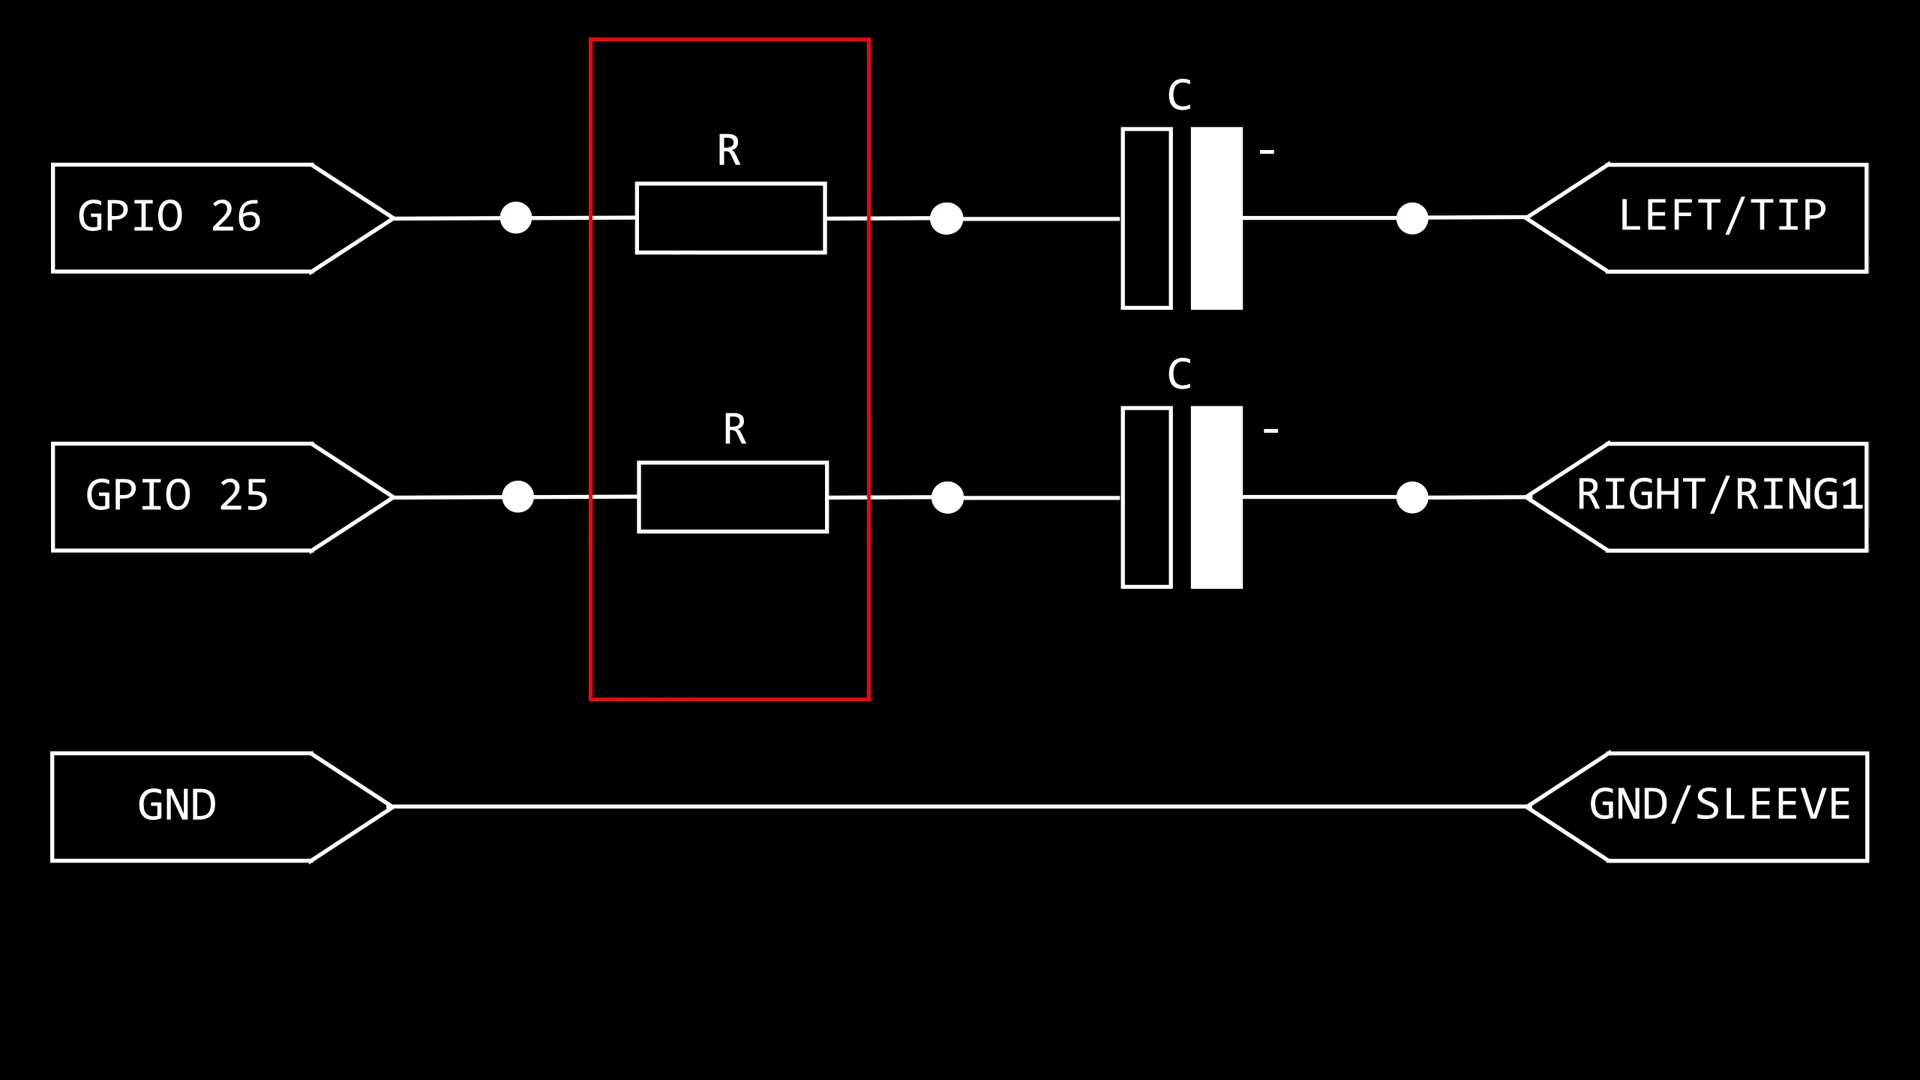 C
R
GPIO 26
-
LEFT/TIP
C
R
GPIO 25
-
RIGHT/RING1
GND
GND/SLEEVE